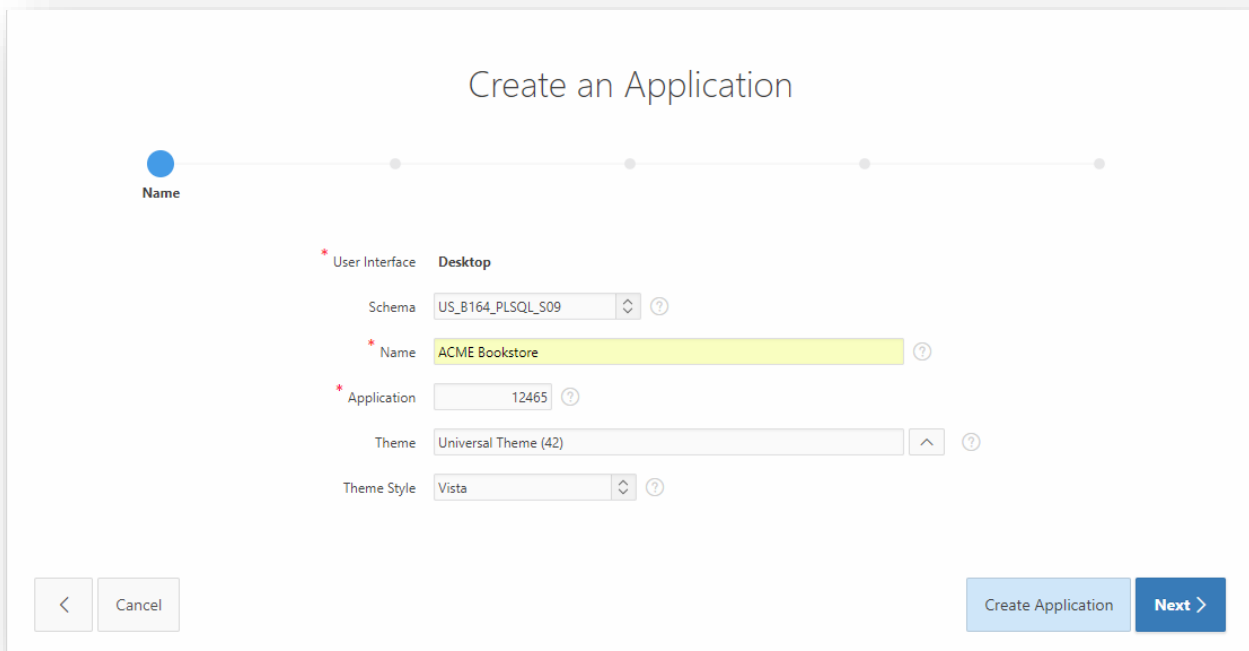 Create an Application
Name
* User Interface Desktop
Schema US_B164_PLSQL_S09 ?
* Name ACME Bookstore ?
* Application 12465 ?
Theme Universal Theme (42) ?
Theme Style Vista ?
Cancel Create Application Next